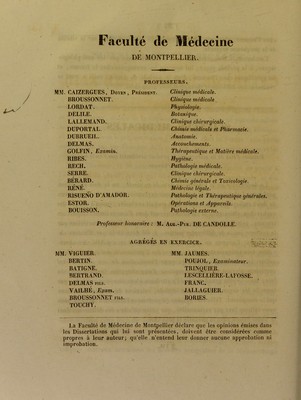 Faculté de Médecine
DE MONTPELLIER.
PROFESSEURS.
MM. CAIZERGUES, DOYEN, PRÉSIDENT. Clinique médicale.
BROUSSONNET. Clinique médicale.
LORDAT. Physiologie.
DELILE. Botanique.
LALLEMAND. Clinique chirurgicale.
DUPORTAL. Chimie médicale et Pharmacie.
DUBRUEIL. Anatomie.
DELMAS. Accouchements.
GOLFIN, Examin. Thérapeutique et Matière médicale.
RIBES. Hygiène.
RECH. Pathologie médicale.
SERRE. Clinique chirurgicale.
BÉRARD. Chimie générale et Toxicologie.
RÉNÉ. Médecine légale.
RISUEÑO D'AMADOR. Pathologie et Thérapeutique générales.
ESTOR. Opérations et Appareils.
BOUISSON. Pathologie externe.
Professeur honoraire : M. AUG.-PYR. DE CANDOLLE.
AGRÉGÉS EN EXERCICE.
MM. VIGUIER. MM. JAUMES.
BERTIN. POUJOL, Examinateur.
BATIGNE. TRINQUIER.
BERTRAND. LESCELLIÈRE-LAFOSSE.
DELMAS FILS. FRANC,
VAILHÉ, Exam. JALLAGUIER.
BROUSSONNET FILS. BORIES.
TOUCHY.
La Faculté de Médecine de Montpellier déclare que les opinions émises dans
les Dissertations qui lui sont présentées, doivent être considérées comme
propres à leur auteur; qu'elle n'entend leur donner aucune approbation ni
improbation.